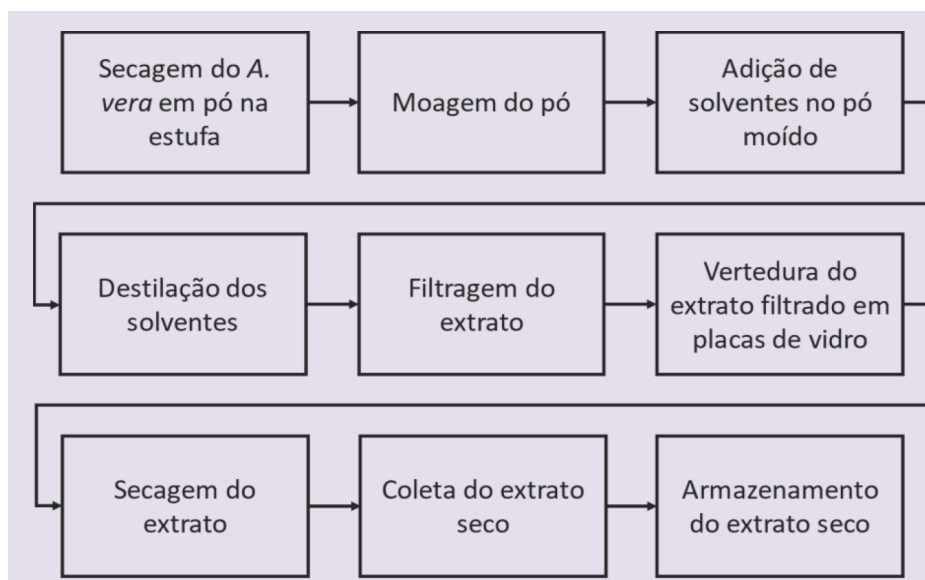 Secagem do A.
vera em pó na
estufa
Moagem do pó
Adição de
solventes no pó
moído
Destilação dos
solventes
Filtragem do
extrato
Vertedura do
extrato filtrado em
placas de vidro
Secagem do
extrato
Coleta do extrato
seco
Armazenamento
do extrato seco